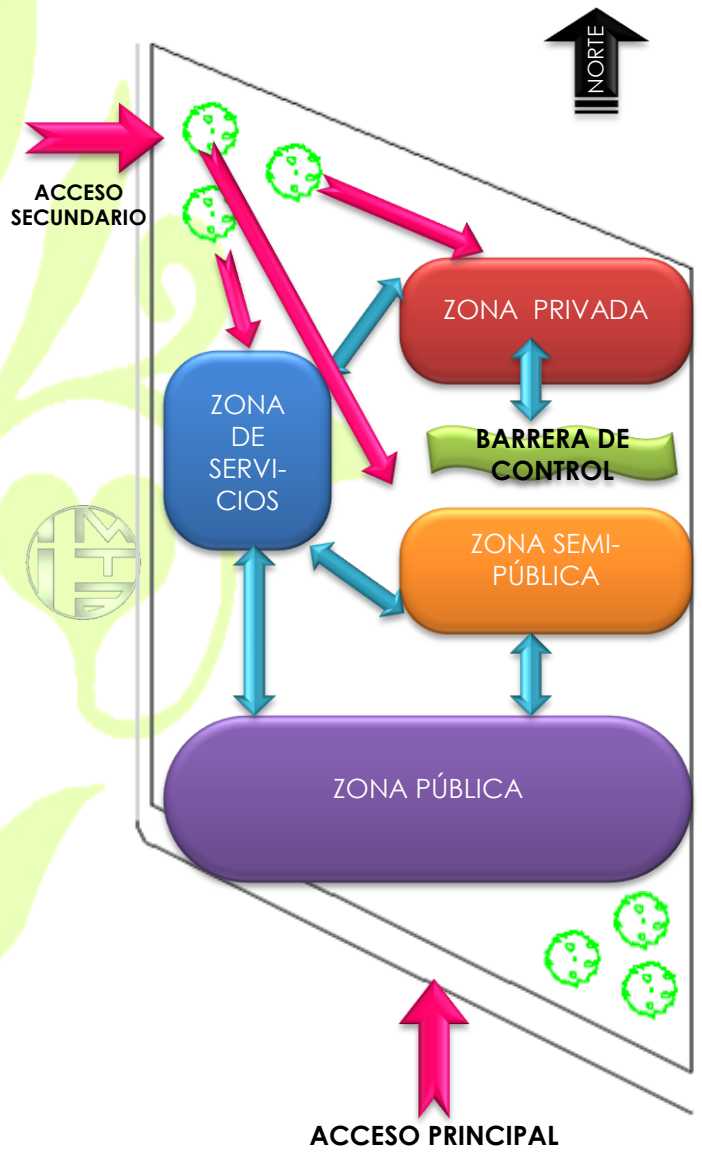 NORTE
ACCESO
SECUNDARIO
ZONA PRIVADA
ZONA
DE
SERVI-
CIOS
BARRERA DE
CONTROL
ZONA SEMI-
PÚBLICA
ZONA PÚBLICA
ACCESO PRINCIPAL